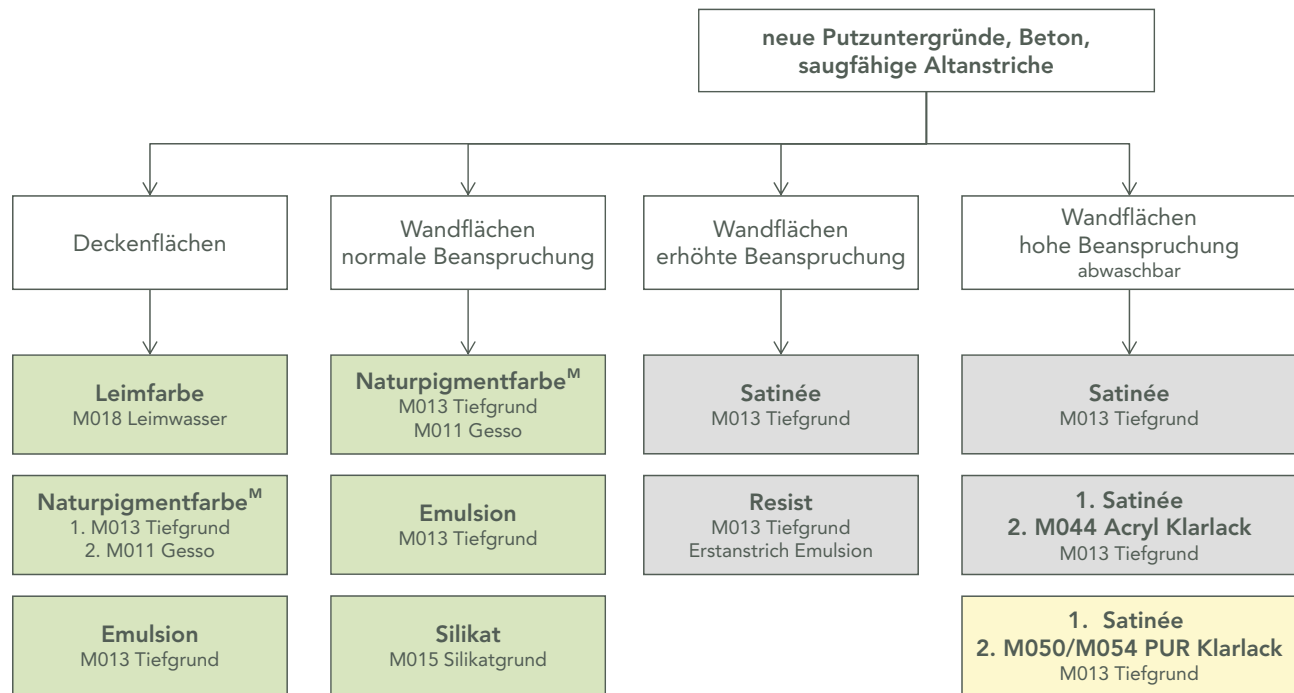 neue Putzuntergründe, Beton,
saugfähige Altanstriche
Deckenflächen
Wandflächen
normale Beanspruchung
Wandflächen
erhöhte Beanspruchung
Wandflächen
hohe Beanspruchung
abwaschbar
Leimfarbe
M018 Leimwasser
Naturpigmentfarbe^M
1. M013 Tiefgrund
2. M011 Gesso
Emulsion
M013 Tiefgrund
Naturpigmentfarbe^M
M013 Tiefgrund
M011 Gesso
Emulsion
M013 Tiefgrund
Silikat
M015 Silikatgrund
Satinée
M013 Tiefgrund
Resist
M013 Tiefgrund
Erstanstrich Emulsion
Satinée
M013 Tiefgrund
1. Satinée
2. M044 Acryl Klarlack
M013 Tiefgrund
1. Satinée
2. M050/M054 PUR Klarlack
M013 Tiefgrund